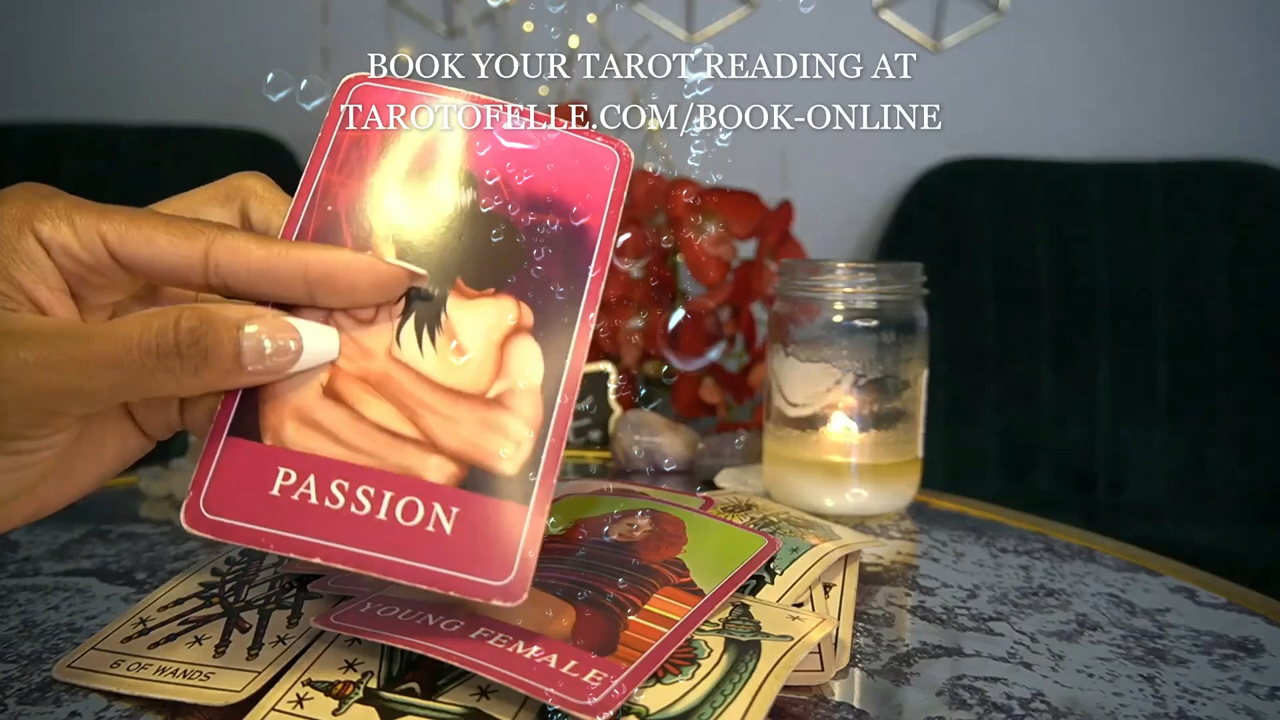 BOOK YOUR TAROT READING AT
TAROTOFELLE.COM/BOOK-ONLINE
PASSION
YOUNG FEMALE
6 OF WANDS